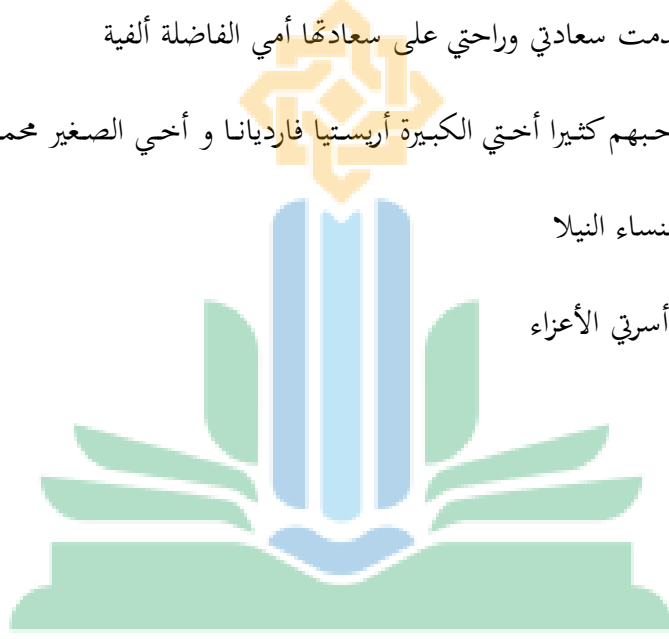 دمت سعادتي وراحتي على سعادتها أمي الفاضلة ألفية
حبهم كثيرا أختي الكبيرة أريستيا فارديانا و أخي الصغير محمـ
نساء النيلا
أسرتي الأعزاء